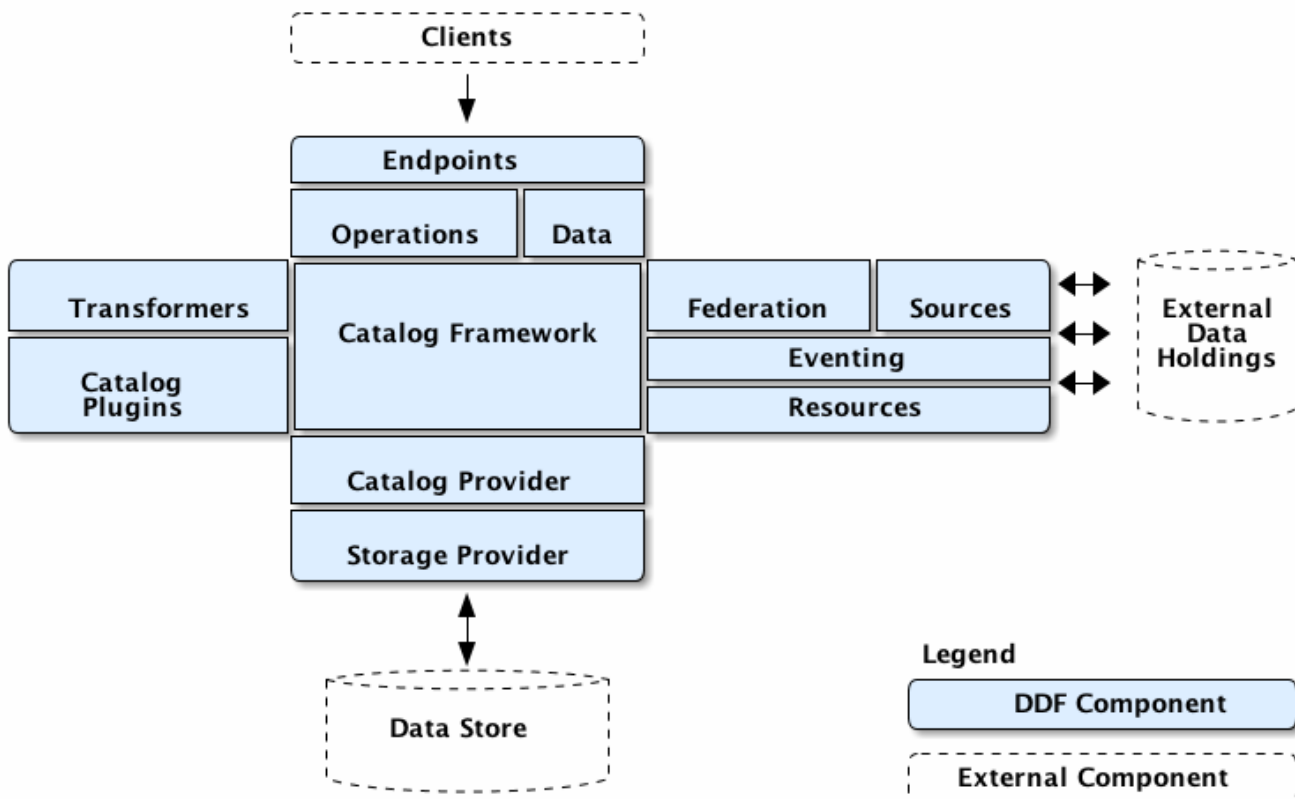 Clients
Endpoints
Operations
Data
Transformers
Catalog Framework
Federation
Sources
External
Data
Holdings
Eventing
Catalog
Plugins
Resources
Catalog Provider
Storage Provider
Legend
DDF Component
Data Store
External Component